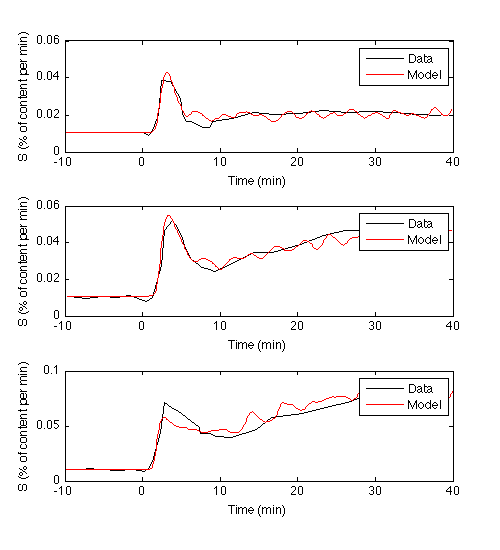 0.06
0.04
0.02
0
S (% of content per min)
Data
Model
-10 0 10 20 30 40
Time (min)
0.06
0.04
0.02
0
S (% of content per min)
Data
Model
-10 0 10 20 30 40
Time (min)
0.1
0.05
0
S (% of content per min)
Data
Model
-10 0 10 20 30 40
Time (min)